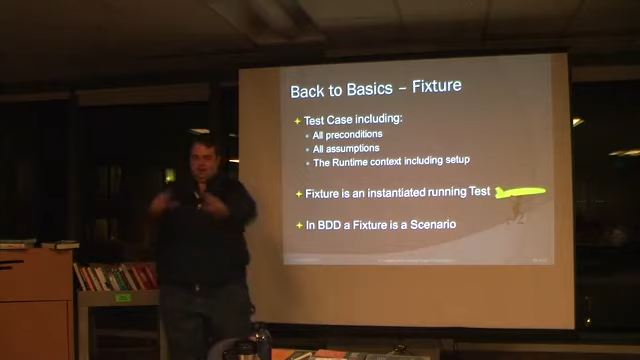 Back to Basics – Fixture
Test Case including:
All preconditions
All assumptions
The Runtime context including setup
Fixture is an instantiated running Test
In BDD a Fixture is a Scenario